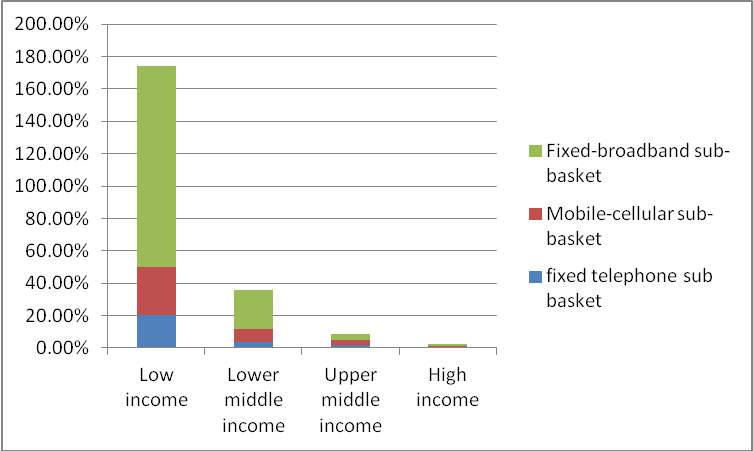 200.00%
180.00%
160.00%
140.00%
120.00%
100.00%
80.00%
60.00%
40.00%
20.00%
0.00%
Low
income
Lower
middle
income
Upper
middle
income
High
income
Fixed-broadband sub-
basket
Mobile-cellular sub-
basket
fixed telephone sub
basket